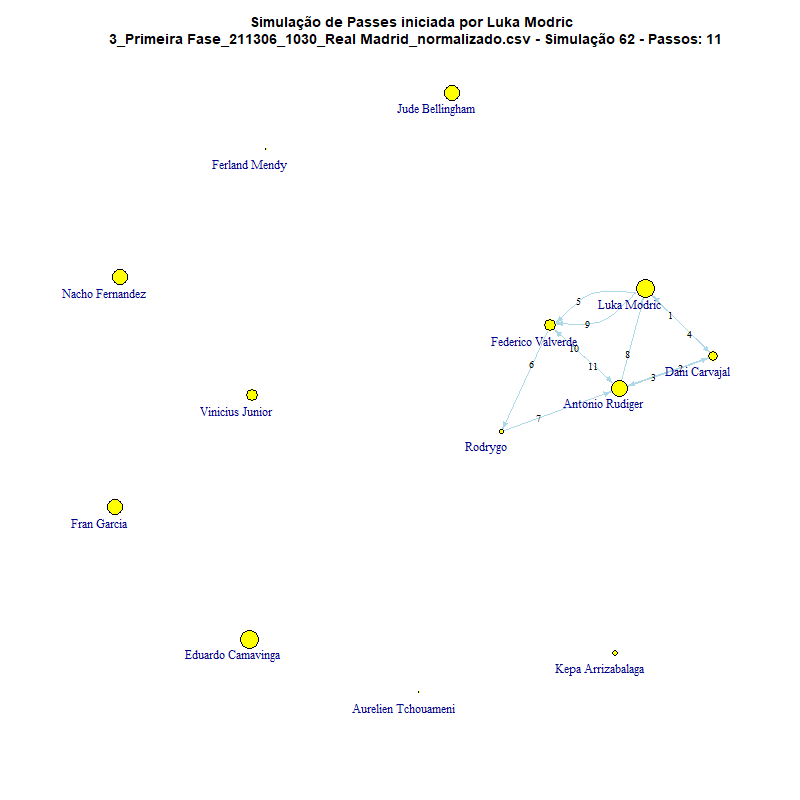 Simulação de Passes iniciada por Luka Modric
3_Primeira Fase_211306_1030_Real Madrid_normalizado.csv - Simulação 62 - Passos: 11
Jude Bellingham
Ferland Mendy
Nacho Fernandez
5
Luka Modric
1
9
4
Federico Valverde
10
8
6
11
2
3
Dani Carvajal
Antonio Rudiger
7
Rodrygo
Vinicius Junior
Fran Garcia
Eduardo Camavinga
Kepa Arrizabalaga
Aurelien Tchouameni